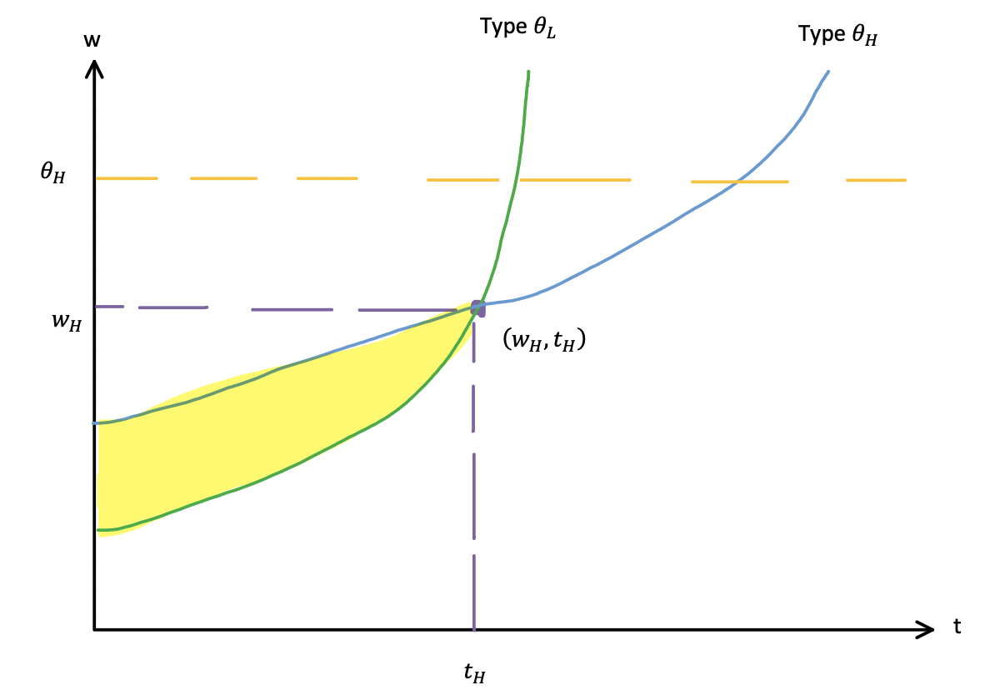 Type θ_L
Type θ_H
w
θ_H
w_H
(w_H, t_H)
t
t_H